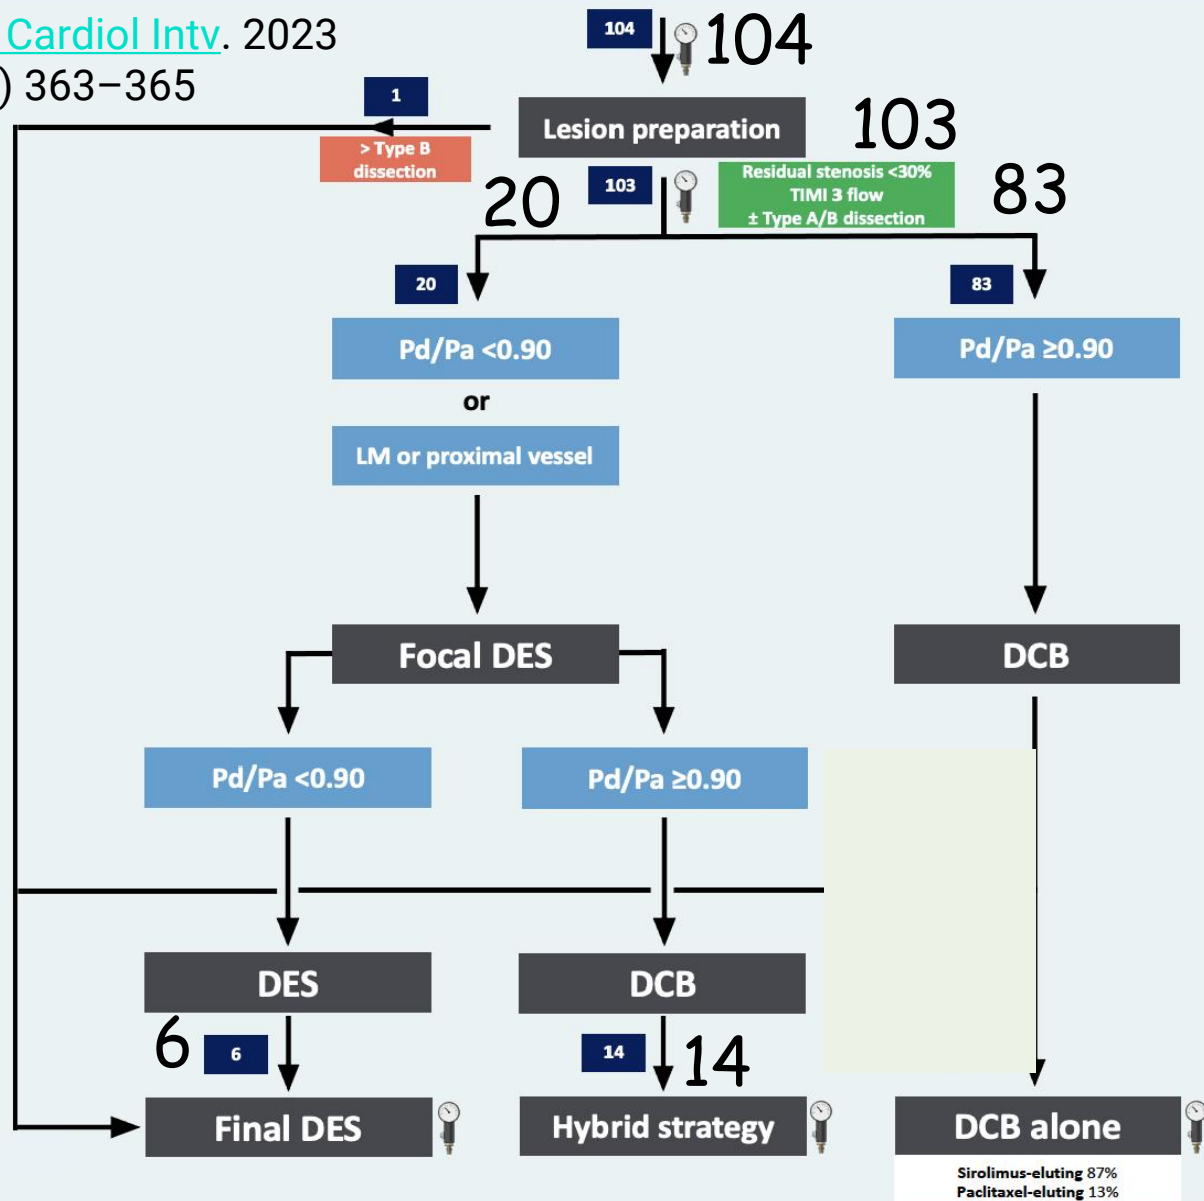 Cardiol Intv. 2023
) 363–365
104
104
1
Lesion preparation
103
> Type B
dissection
20
103
Residual stenosis <30%
TIMI 3 flow
± Type A/B dissection
83
20
83
Pd/Pa <0.90
Pd/Pa ≥0.90
or
LM or proximal vessel
Focal DES
DCB
Pd/Pa <0.90
Pd/Pa ≥0.90
DES
DCB
6
6
14
14
Final DES
Hybrid strategy
DCB alone
Sirolimus-eluting 87%
Paclitaxel-eluting 13%